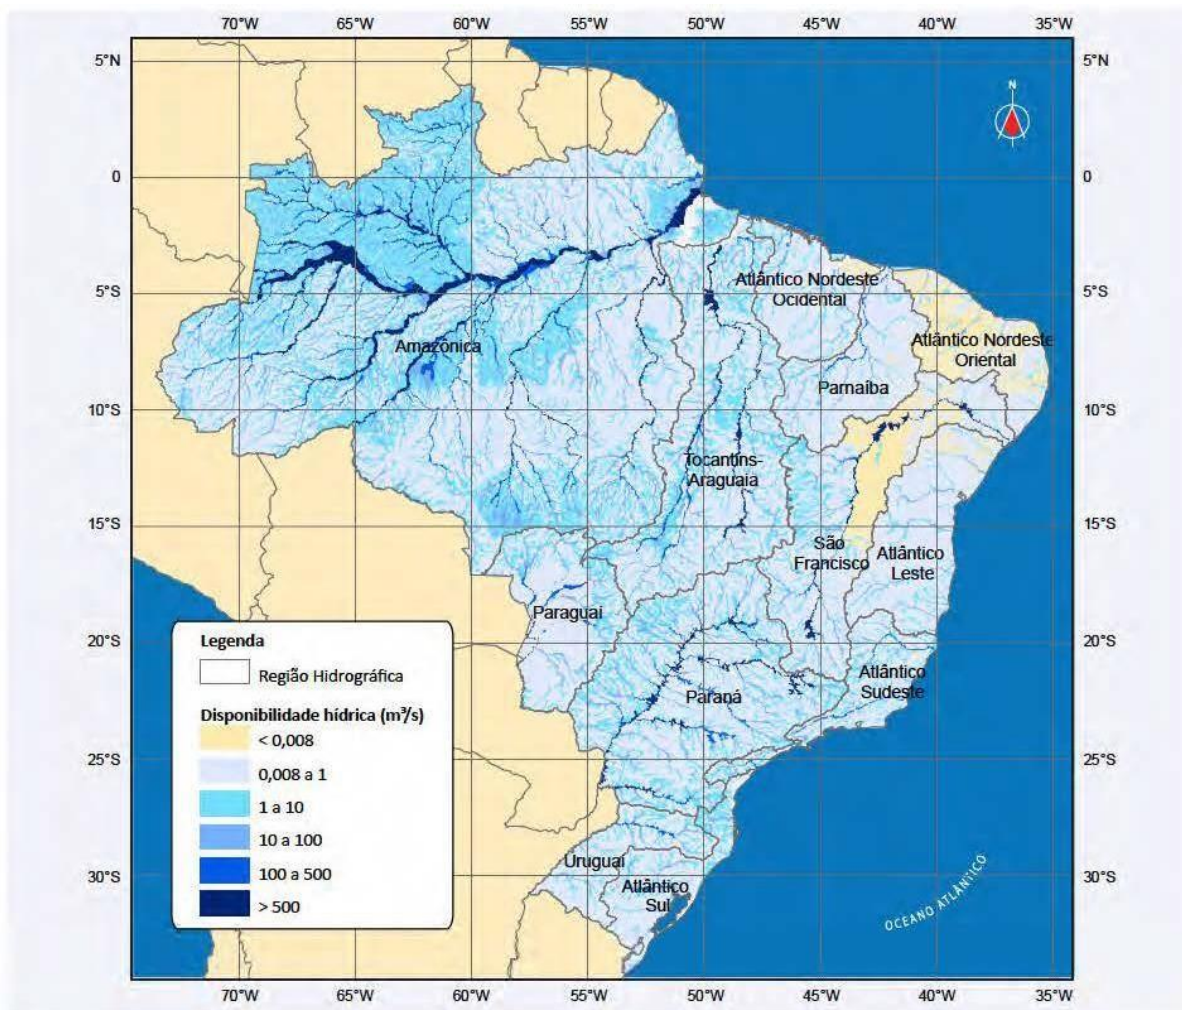 70°W 65°W 60°W 55°W 50°W 45°W 40°W 35°W
5°N 5°N
N
0 0
Atlântico Nordeste
Ocidental
5°S 5°S
Atlântico Nordeste
Oriental
Amazônica
Parnaíba
10°S 10°S
Tocantins-
Araguaia
15°S 15°S
São
Francisco
Atlântico
Leste
Paraguai
20°S 20°S
Atlântico
Sudeste
Paraná
25°S 25°S
Uruguai
Atlântico
Sul
30°S 30°S
OCEANO ATLÂNTICO
Legenda
Região Hidrográfica
Disponibilidade hídrica (m³/s)
< 0,008
0,008 a 1
1 a 10
10 a 100
100 a 500
> 500
70°W 65°W 60°W 55°W 50°W 45°W 40°W 35°W